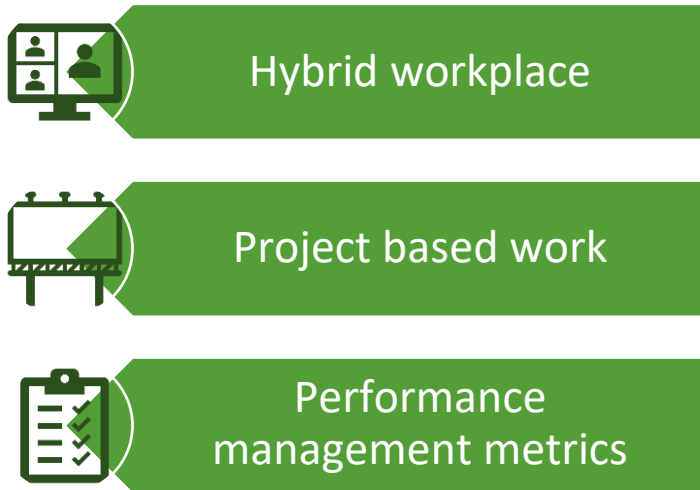 Hybrid workplace
Project based work
Performance
management metrics